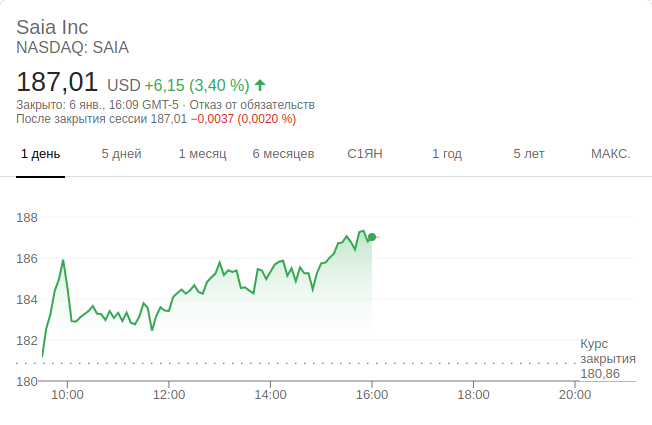 Saia Inc
NASDAQ: SAIA
187,01 USD +6,15 (3,40 %)
Закрыто: 6 янв., 16:09 GMT-5 · Отказ от обязательств
После закрытия сессии 187,01 −0,0037 (0,0020 %)
1 день 5 дней 1 месяц 6 месяцев С1ЯН 1 год 5 лет МАКС.
188
186
184
182
Курс
закрытия
180,86
180
10:00 12:00 14:00 16:00 18:00 20:00